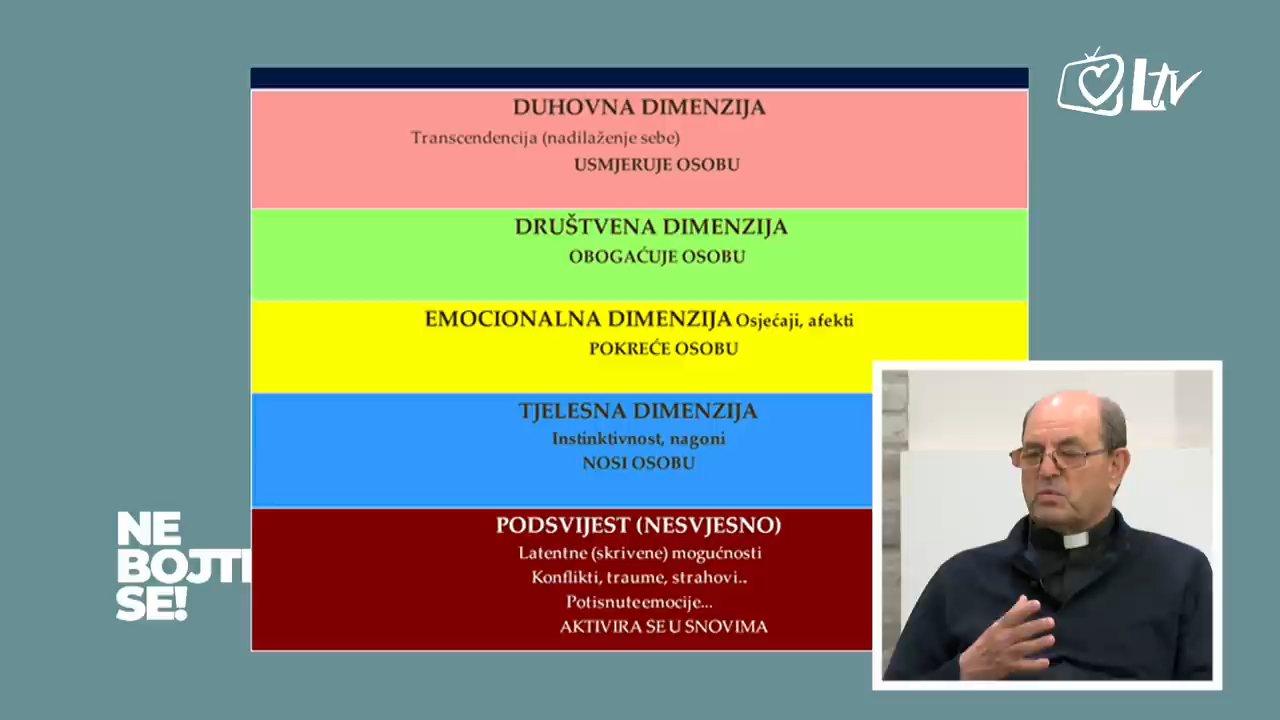 LTV
DUHOVNA DIMENZIJA
Transcendencija (nadilaženje sebe)
USMJERUJE OSOBU
DRUŠTVENA DIMENZIJA
OBOGAĆUJE OSOBU
EMOCIONALNA DIMENZIJA Osjećaji, afekti
POKREĆE OSOBU
TJELESNA DIMENZIJA
Instinktivnost, nagoni
NOSI OSOBU
PODSVIJEST (NESVJESNO)
Latentne (skrivene) mogućnosti
Konflikti, traume, strahovi..
Potisnute emocije...
AKTIVIRA SE U SNOVIMA
NE
BOJTE
SE!